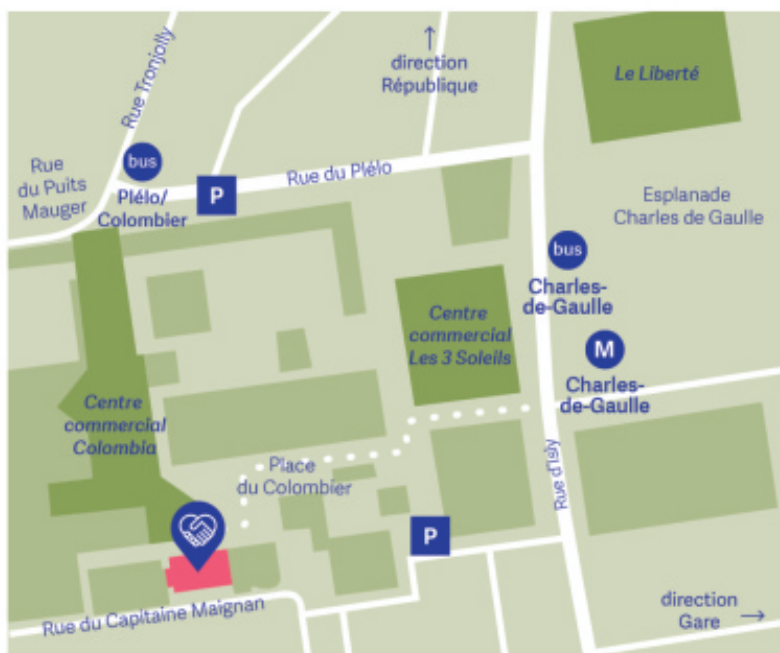 Rue Tronjolly
↑
direction
République
Le Liberté
Rue
du Puits
Mauger
bus
Plélo/
Colombier
P
Rue du Plélo
Esplanade
Charles de Gaulle
bus
Charles-
de-Gaulle
M
Charles-
de-Gaulle
Centre
commercial
Les 3 Soleils
Centre
commercial
Colombia
Place
du Colombier
Rue d'Isly
P
Rue du Capitaine Maignan
direction
Gare →